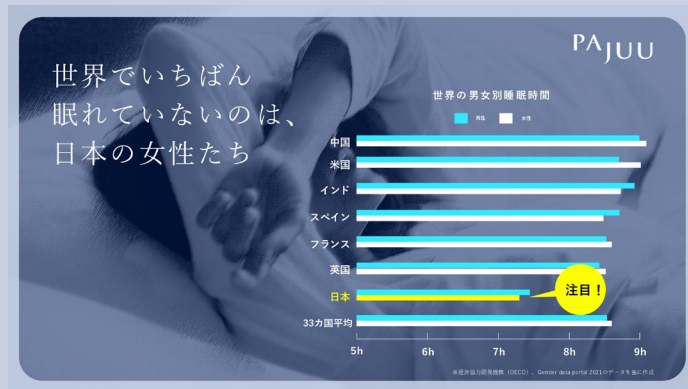 世界でいちばん
眠れていないのは、
日本の女性たち
PAJUU
世界の男女別睡眠時間
男性 女性
中国
米国
インド
スペイン
フランス
英国
日本
注目！
33カ国平均
5h 6h 7h 8h 9h
※経済協力開発機構（OECD）、Gender data portal 2021のデータを基に作成